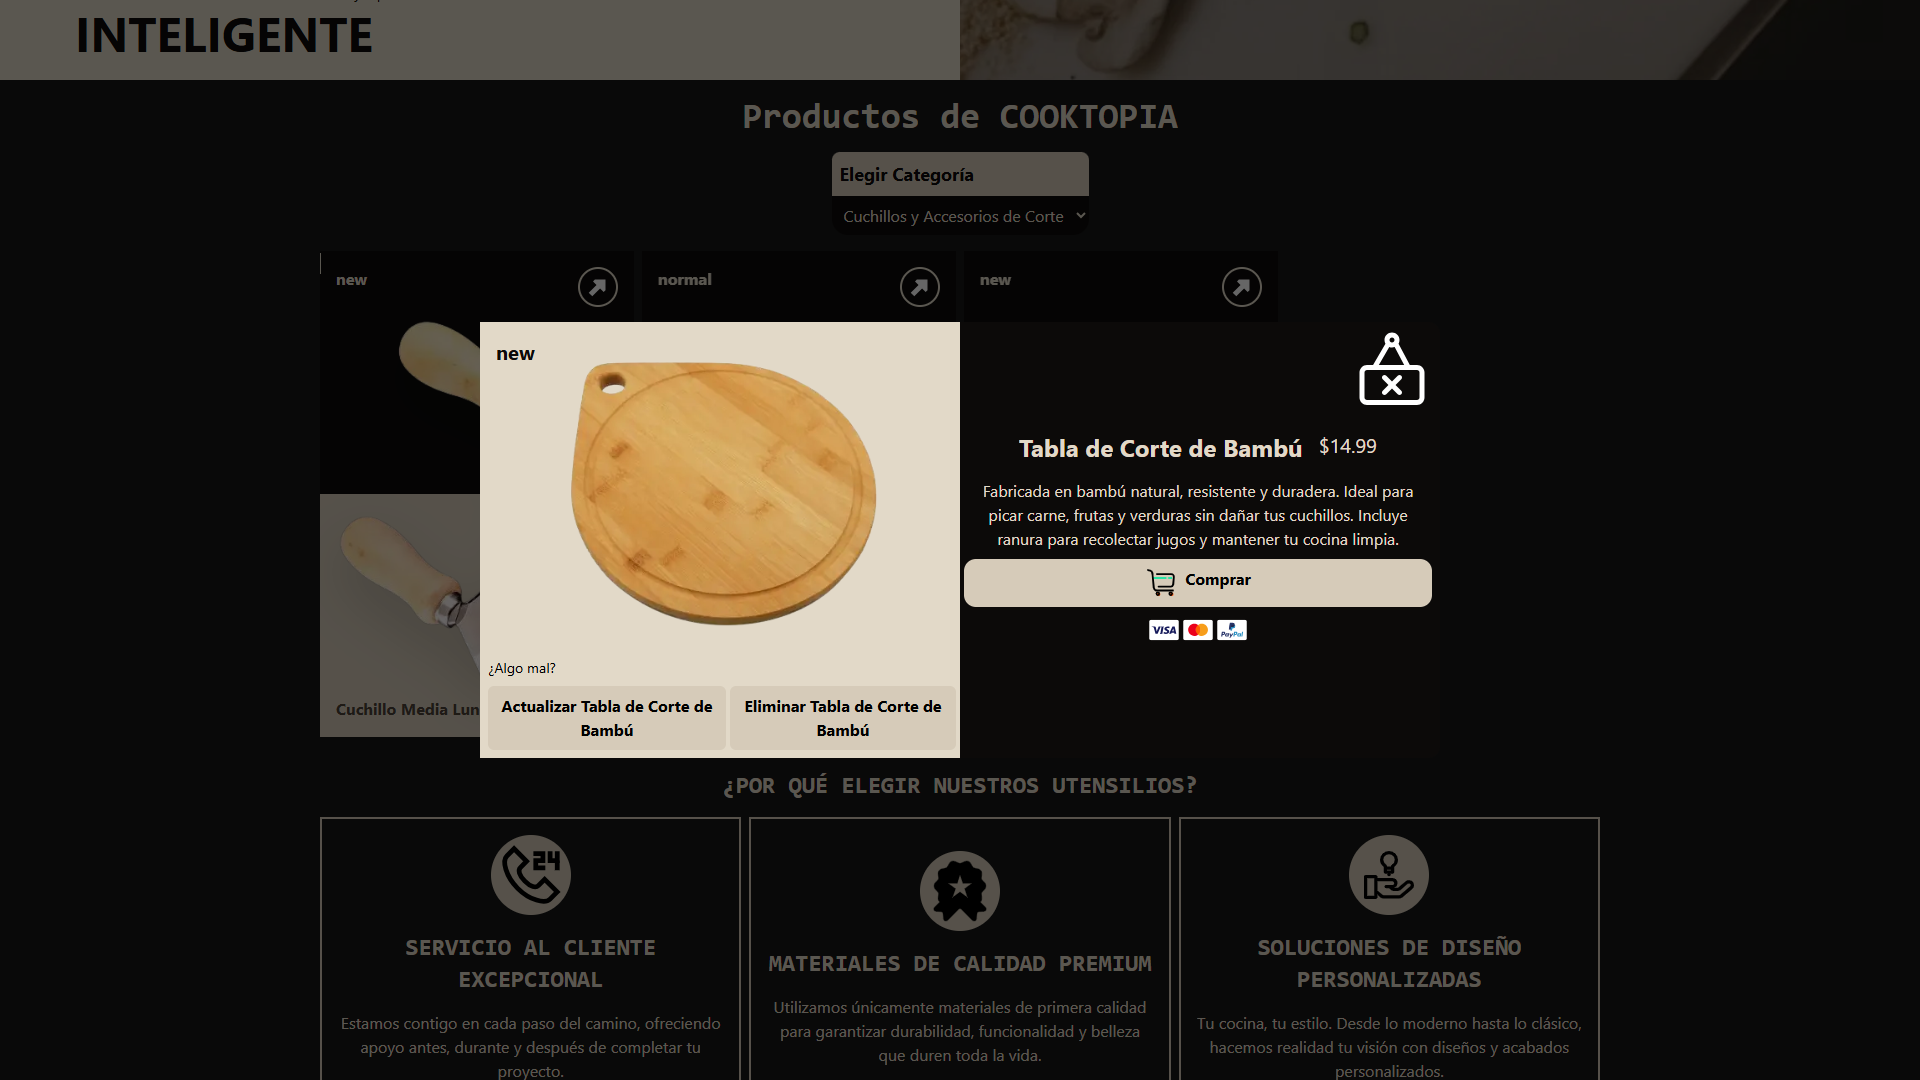 INTELIGENTE
Productos de COOKTOPIA
Elegir Categoría
Cuchillos y Accesorios de Corte
new
normal
new
new
Tabla de Corte de Bambú $14.99
Fabricada en bambú natural, resistente y duradera. Ideal para
picar carne, frutas y verduras sin dañar tus cuchillos. Incluye
ranura para recolectar jugos y mantener tu cocina limpia.
Comprar
VISA PayPal
¿Algo mal?
Actualizar Tabla de Corte de
Bambú
Eliminar Tabla de Corte de
Bambú
Cuchillo Media Lun
¿POR QUÉ ELEGIR NUESTROS UTENSILIOS?
24
SERVICIO AL CLIENTE
EXCEPCIONAL
Estamos contigo en cada paso del camino, ofreciendo
apoyo antes, durante y después de completar tu
proyecto.
MATERIALES DE CALIDAD PREMIUM
Utilizamos únicamente materiales de primera calidad
para garantizar durabilidad, funcionalidad y belleza
que duren toda la vida.
SOLUCIONES DE DISEÑO
PERSONALIZADAS
Tu cocina, tu estilo. Desde lo moderno hasta lo clásico,
hacemos realidad tu visión con diseños y acabados
personalizados.